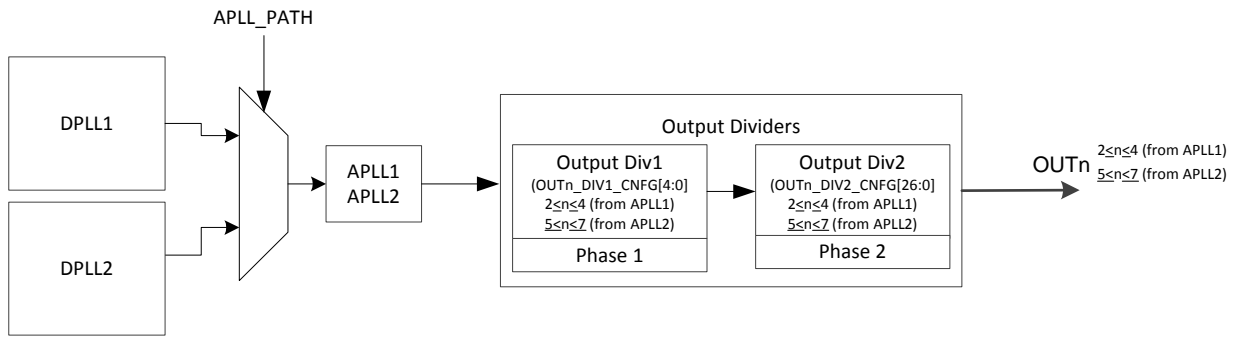 APLL_PATH
DPLL1
DPLL2
APLL1
APLL2
Output Dividers
Output Div1
(OUTn_DIV1_CNFG[4:0)
2≤n≤4 (from APLL1)
5≤n≤7 (from APLL2)
Phase 1
Output Div2
(OUTn_DIV2_CNFG[26:0)
2≤n≤4 (from APLL1)
5≤n≤7 (from APLL2)
Phase 2
OUTn
2≤n≤4 (from APLL1)
5≤n≤7 (from APLL2)